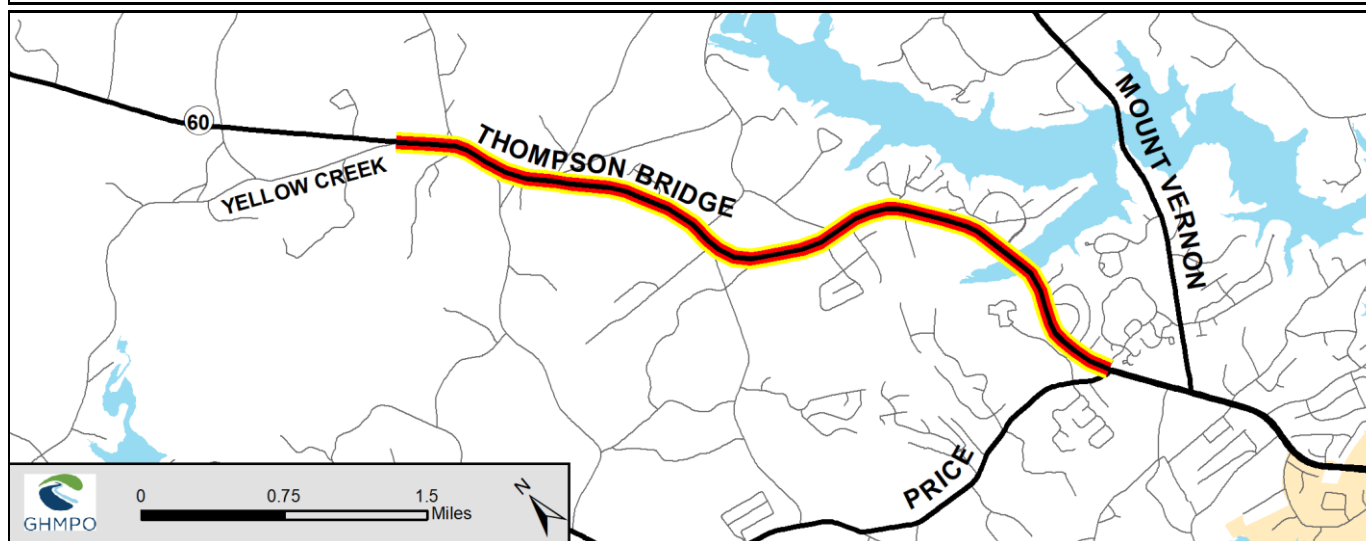 60
YELLOW CREEK
THOMPSON BRIDGE
MOUNT VERNON
PRICE
GHMPO
0 0.75 1.5
Miles
N